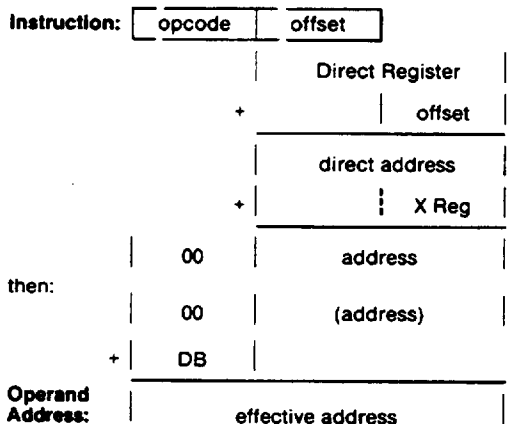 Instruction: opcode offset
Direct Register
+ offset
direct address
+ X Reg
00 address
then:
00 (address)
+ DB
Operand
Address: effective address